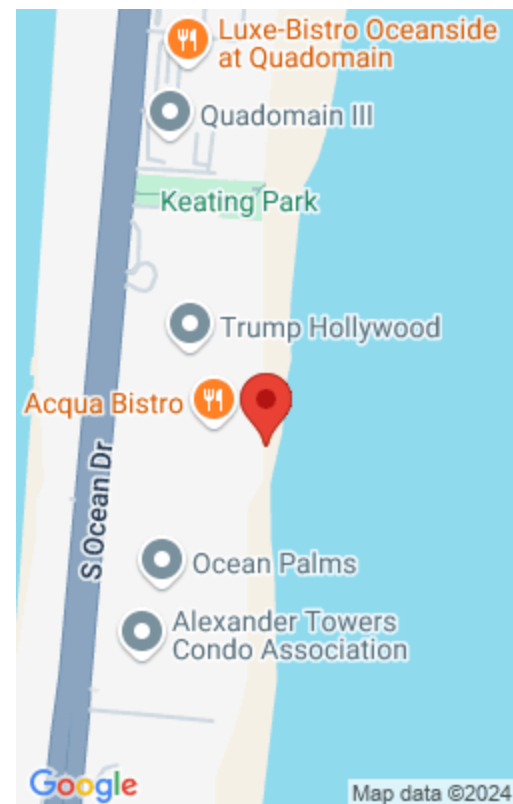 Luxe-Bistro Oceanside
at Quadomain
Quadomain III
Keating Park
Trump Hollywood
Acqua Bistro
S Ocean Dr
Ocean Palms
Alexander Towers
Condo Association
Google
Map data ©2024